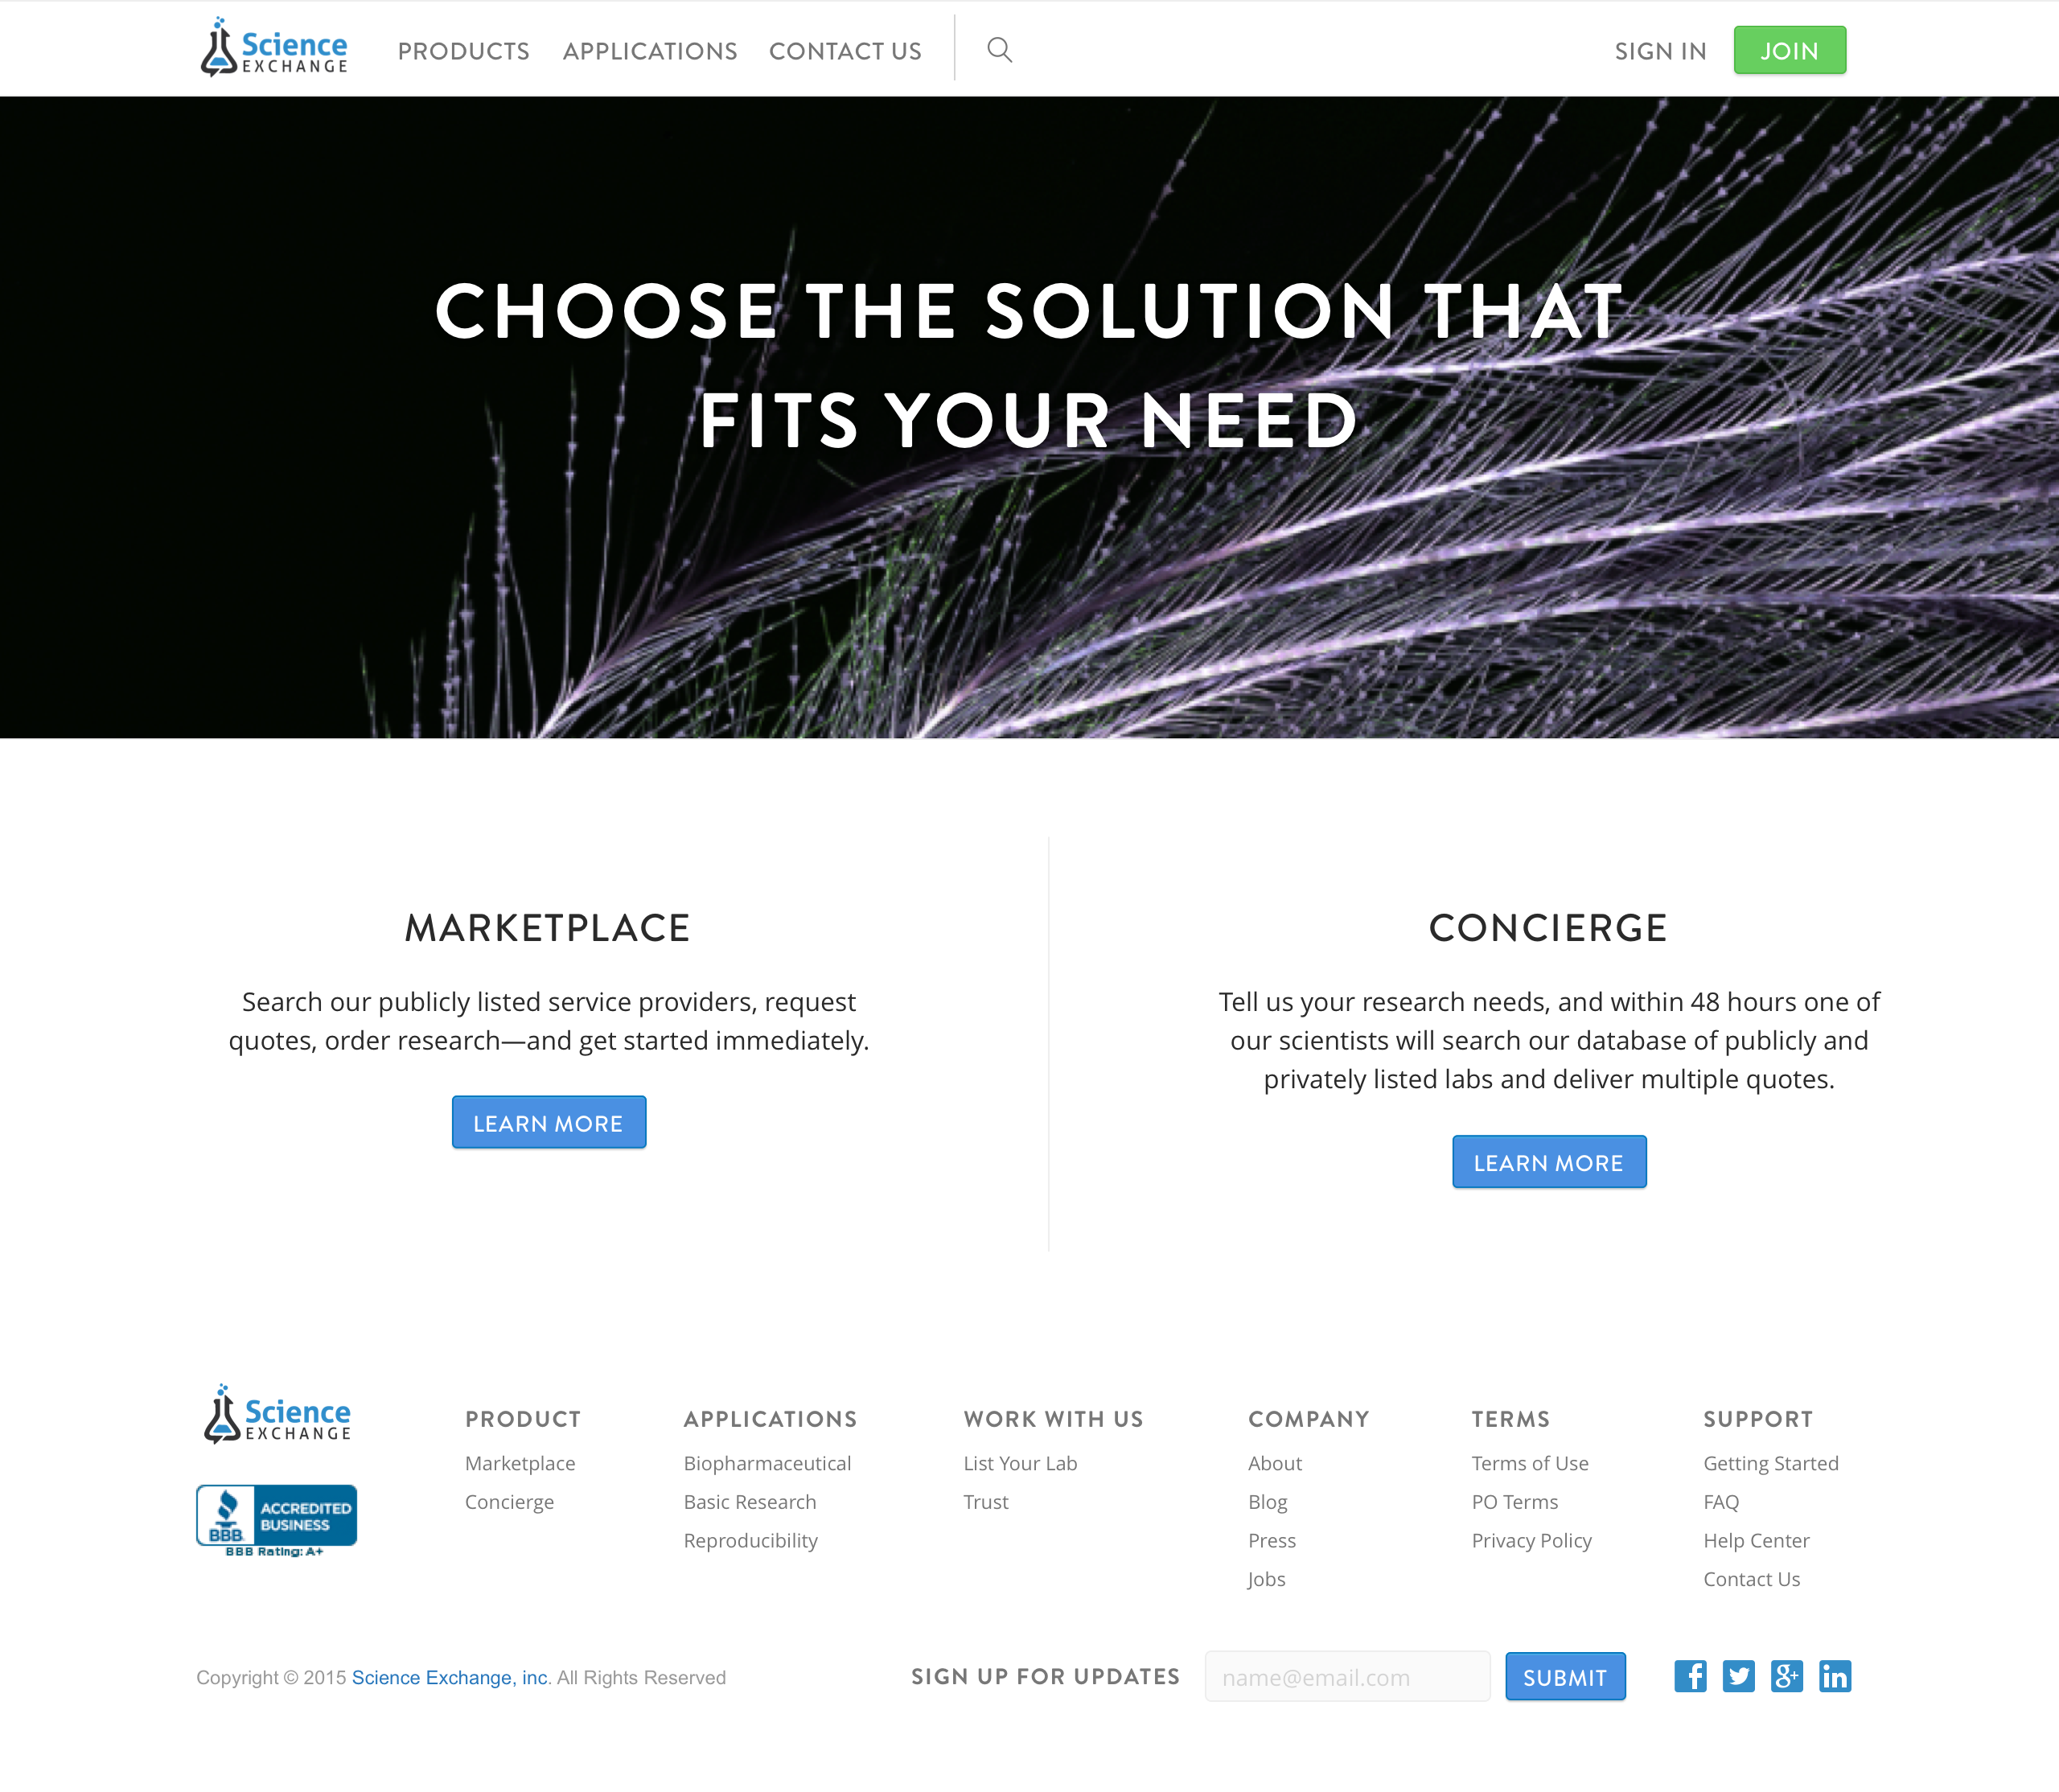 Science
EXCHANGE
PRODUCTS
APPLICATIONS
CONTACT US
SIGN IN
JOIN
CHOOSE THE SOLUTION THAT
FITS YOUR NEED
MARKETPLACE
Search our publicly listed service providers, request
quotes, order research—and get started immediately.
LEARN MORE
CONCIERGE
Tell us your research needs, and within 48 hours one of
our scientists will search our database of publicly and
privately listed labs and deliver multiple quotes.
LEARN MORE
Science
EXCHANGE
BBB
ACCREDITED
BUSINESS
BBB Rating: A+
PRODUCT
Marketplace
Concierge
APPLICATIONS
Biopharmaceutical
Basic Research
Reproducibility
WORK WITH US
List Your Lab
Trust
COMPANY
About
Blog
Press
Jobs
TERMS
Terms of Use
PO Terms
Privacy Policy
SUPPORT
Getting Started
FAQ
Help Center
Contact Us
Copyright © 2015 Science Exchange, inc. All Rights Reserved
SIGN UP FOR UPDATES
name@email.com
SUBMIT
f
g+
in